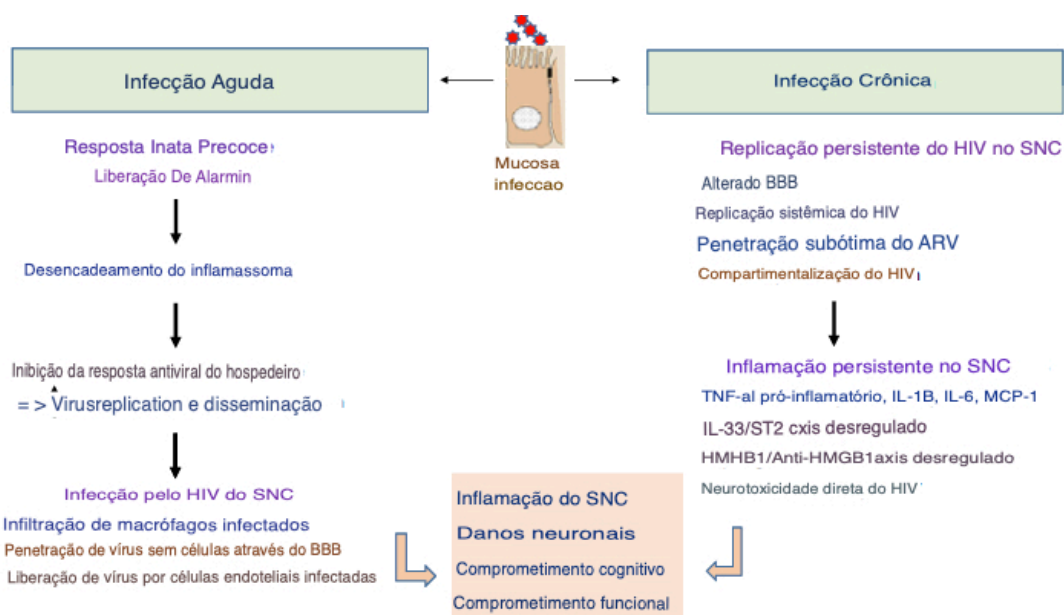 Infecção Aguda
Resposta Inata Precoce
Liberação De Alarmin
Desencadeamento do inflamassoma
Inibição da resposta antiviral do hospedeiro
= > Virusreplication e disseminação
Infecção pelo HIV do SNC
Infiltração de macrófagos infectados
Penetração de vírus sem células através do BBB
Liberação de vírus por células endoteliais infectadas
Mucosa
infeccao
Infecção Crônica
Replicação persistente do HIV no SNC
Alterado BBB
Replicação sistêmica do HIV
Penetração subótima do ARV
Compartimentalização do HIV
Inflamação persistente no SNC
TNF-al pró-inflamatório, IL-1B, IL-6, MCP-1
IL-33/ST2 cxis desregulado
HMHB1/Anti-HMGB1axis desregulado
Neurotoxicidade direta do HIV
Inflamação do SNC
Danos neuronais
Comprometimento cognitivo
Comprometimento funcional